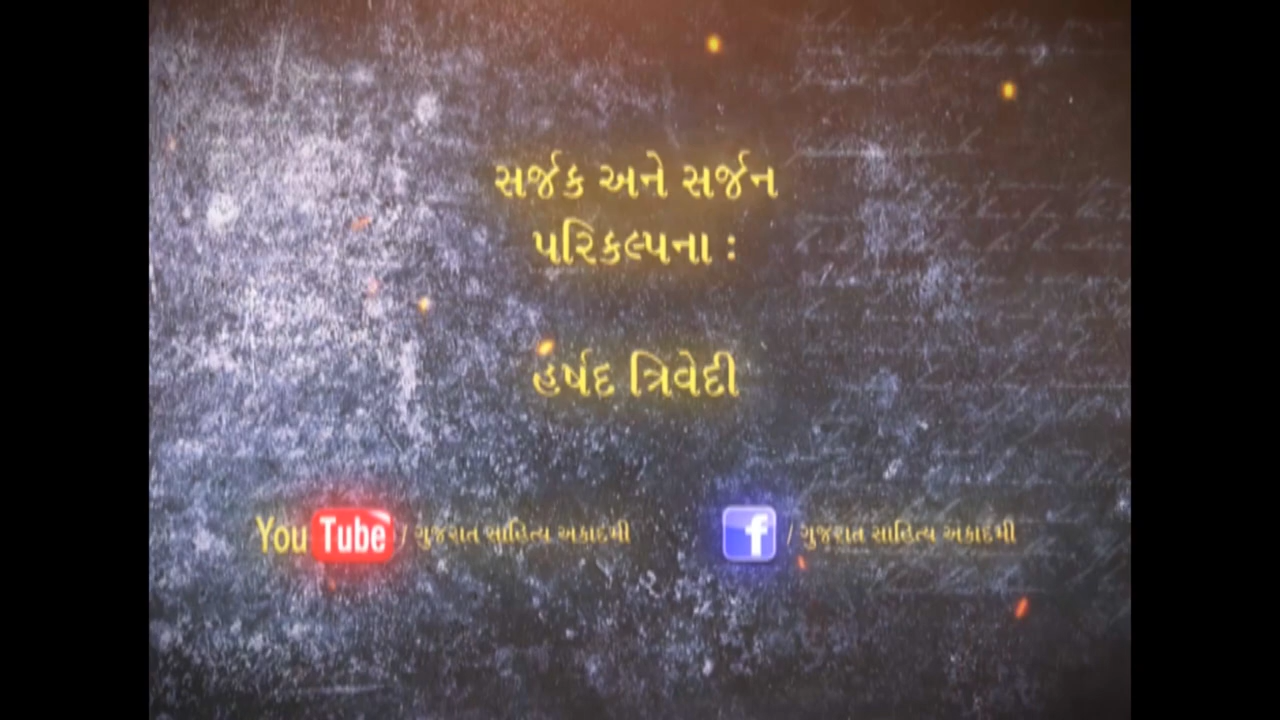 સર્જક અને સર્જન
પરિકલ્પના :
હર્ષદ ત્રિવેદી
YouTube / ગુજરાત સાહિત્ય અકાદમી
f / ગુજરાત સાહિત્ય અકાદમી